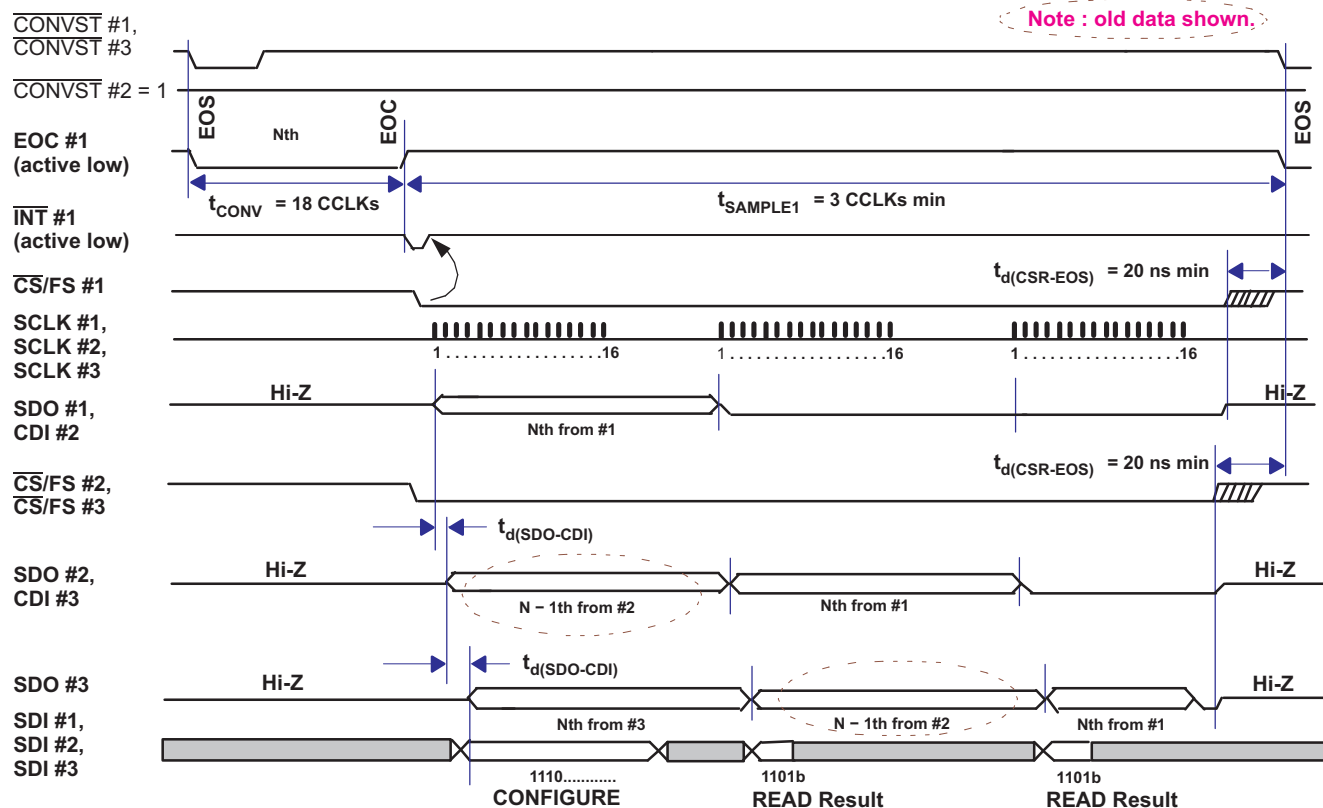 CONVST #1,
CONVST #3
Note : old data shown.
CONVST #2 = 1
EOS
EOC
EOS
Nth
EOC #1
(active low)
tCONV = 18 CCLKs
tSAMPLE1 = 3 CCLKs min
INT #1
(active low)
td(CSR-EOS) = 20 ns min
CS/FS #1
SCLK #1,
SCLK #2,
SCLK #3
1 . . . . . . . . . . . . . . . . . . 16
1 . . . . . . . . . . . . . . . . . . 16
1 . . . . . . . . . . . . . . . . . . 16
Hi-Z
Hi-Z
SDO #1,
CDI #2
Nth from #1
td(CSR-EOS) = 20 ns min
CS/FS #2,
CS/FS #3
td(SDO-CDI)
Hi-Z
Hi-Z
SDO #2,
CDI #3
N − 1th from #2
Nth from #1
td(SDO-CDI)
Hi-Z
Hi-Z
SDO #3
Nth from #3
N − 1th from #2
Nth from #1
SDI #1,
SDI #2,
SDI #3
1110............
1101b
1101b
CONFIGURE
READ Result
READ Result